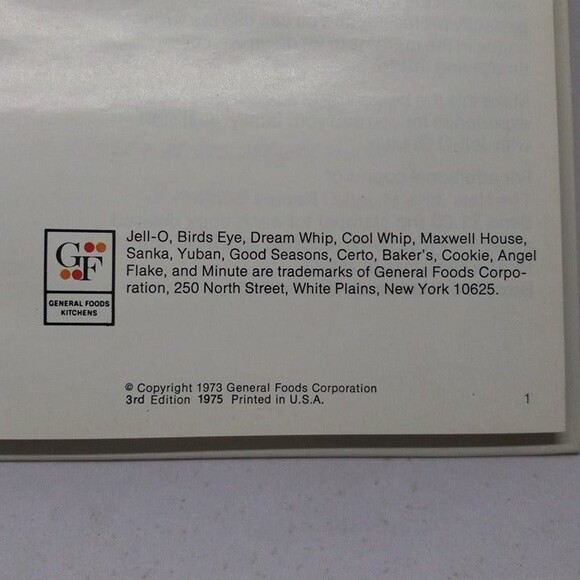 Jell-O, Birds Eye, Dream Whip, Cool Whip, Maxwell House,
Sanka, Yuban, Good Seasons, Certo, Baker's, Cookie, Angel
Flake, and Minute are trademarks of General Foods Corpo-
ration, 250 North Street, White Plains, New York 10625.
GF
GENERAL FOODS
KITCHENS
© Copyright 1973 General Foods Corporation
3rd Edition 1975 Printed in U.S.A.
1